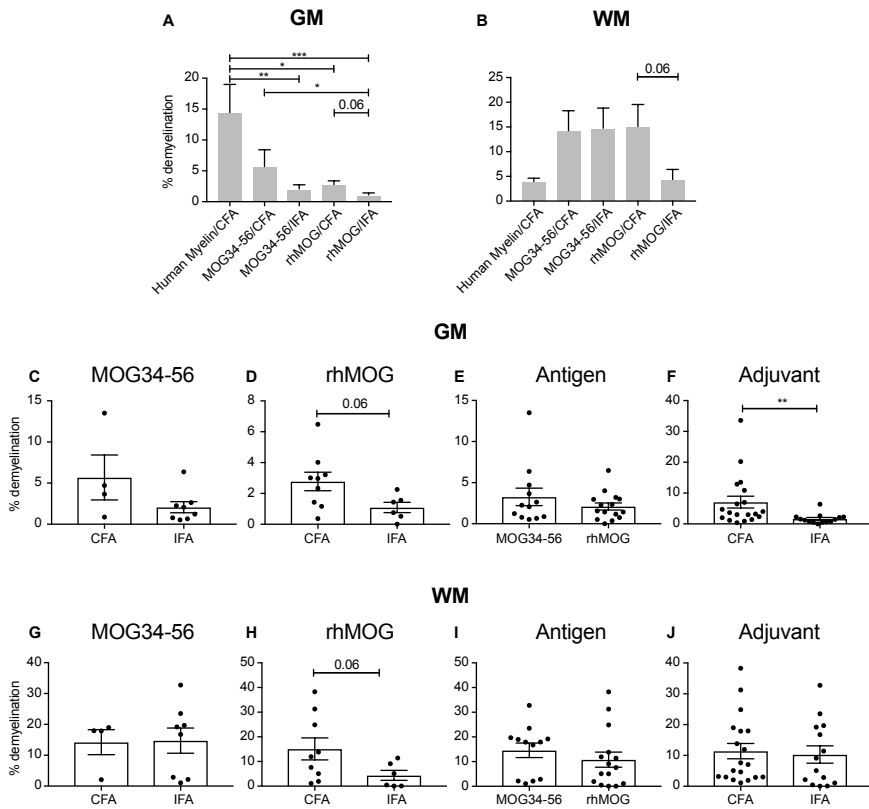 GM
WM
A
B
***
*
**
*
0.06
0.06
% demyelination
20
15
10
5
0
25
20
15
10
5
0
Human Myelin/CFA
MOG34-56/CFA
MOG34-56/IFA
rhMOG/CFA
rhMOG/IFA
Human Myelin/CFA
MOG34-56/CFA
MOG34-56/IFA
rhMOG/CFA
rhMOG/IFA
GM
C MOG34-56
D rhMOG
E Antigen
F Adjuvant
% demyelination
15
10
5
0
CFA IFA
8
6
4
2
0
0.06
CFA IFA
15
10
5
0
MOG34-56 rhMOG
40
30
20
10
0
**
CFA IFA
WM
G MOG34-56
H rhMOG
I Antigen
J Adjuvant
% demyelination
40
30
20
10
0
CFA IFA
50
40
30
20
10
0
0.06
CFA IFA
50
40
30
20
10
0
MOG34-56 rhMOG
40
30
20
10
0
CFA IFA